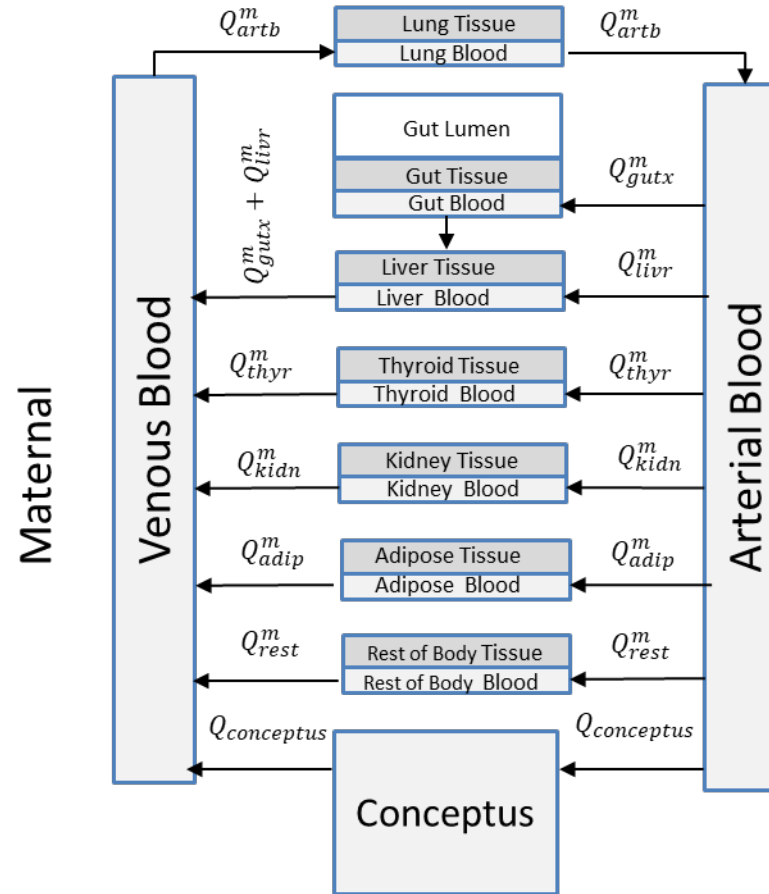 Q^m_artb
Lung Tissue
Q^m_artb
Lung Blood
Gut Lumen
Gut Tissue
Q^m_gutx
Gut Blood
Q^m_gutx + Q^m_livr
Liver Tissue
Q^m_livr
Liver Blood
Maternal
Venous Blood
Arterial Blood
Q^m_thyr
Thyroid Tissue
Q^m_thyr
Thyroid Blood
Q^m_kidn
Kidney Tissue
Q^m_kidn
Kidney Blood
Q^m_adip
Adipose Tissue
Q^m_adip
Adipose Blood
Q^m_rest
Rest of Body Tissue
Q^m_rest
Rest of Body Blood
Q_conceptus
Q_conceptus
Conceptus